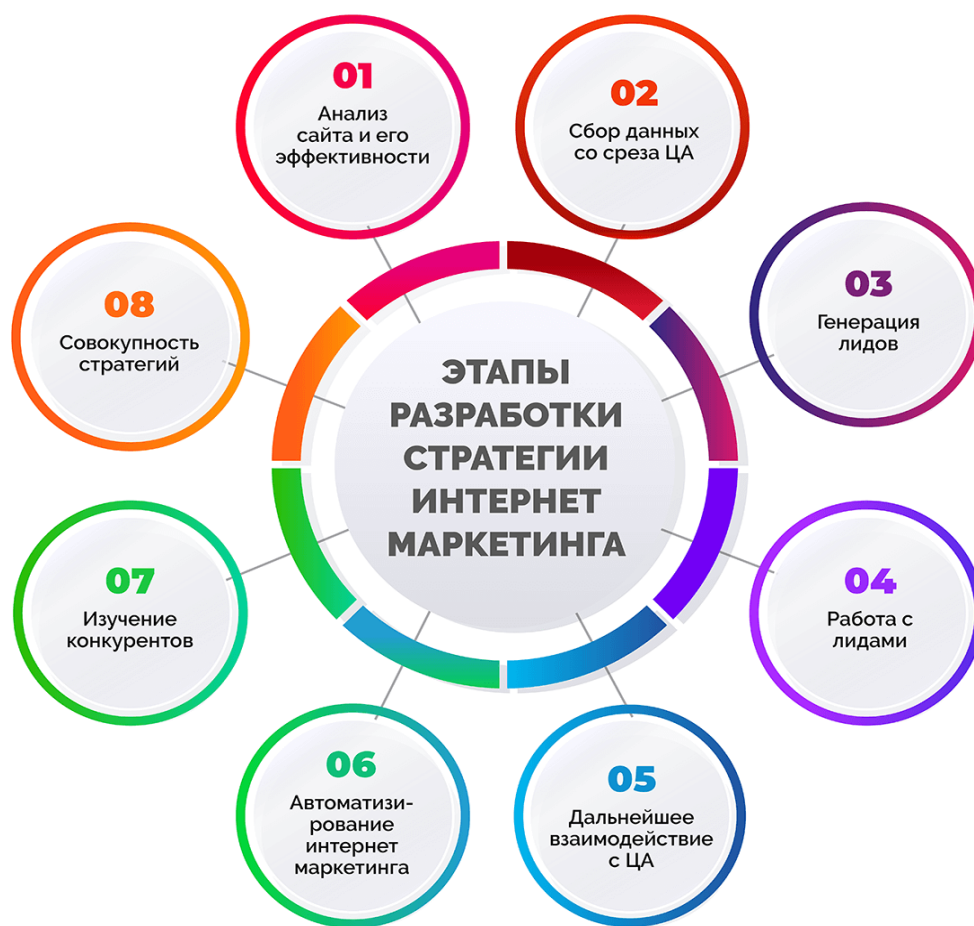 01
Анализ
сайта и его
эффективности
02
Сбор данных
со среза ЦА
03
Генерация
лидов
04
Работа с
лидами
05
Дальнейшее
взаимодействие
с ЦА
06
Автоматизи-
рование
интернет
маркетинга
07
Изучение
конкурентов
08
Совокупность
стратегий
ЭТАПЫ
РАЗРАБОТКИ
СТРАТЕГИИ
ИНТЕРНЕТ
МАРКЕТИНГА